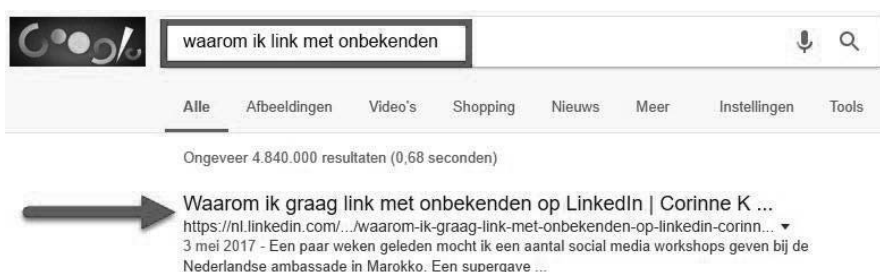 Google
waarom ik link met onbekenden
Alle Afbeeldingen Video's Shopping Nieuws Meer Instellingen Tools
Ongeveer 4.840.000 resultaten (0,68 seconden)
Waarom ik graag link met onbekenden op LinkedIn | Corinne K ...
https://nl.linkedin.com/.../waarom-ik-graag-link-met-onbekenden-op-linkedin-corinn...
3 mei 2017 - Een paar weken geleden mocht ik een aantal social media workshops geven bij de
Nederlandse ambassade in Marokko. Een supergave ...